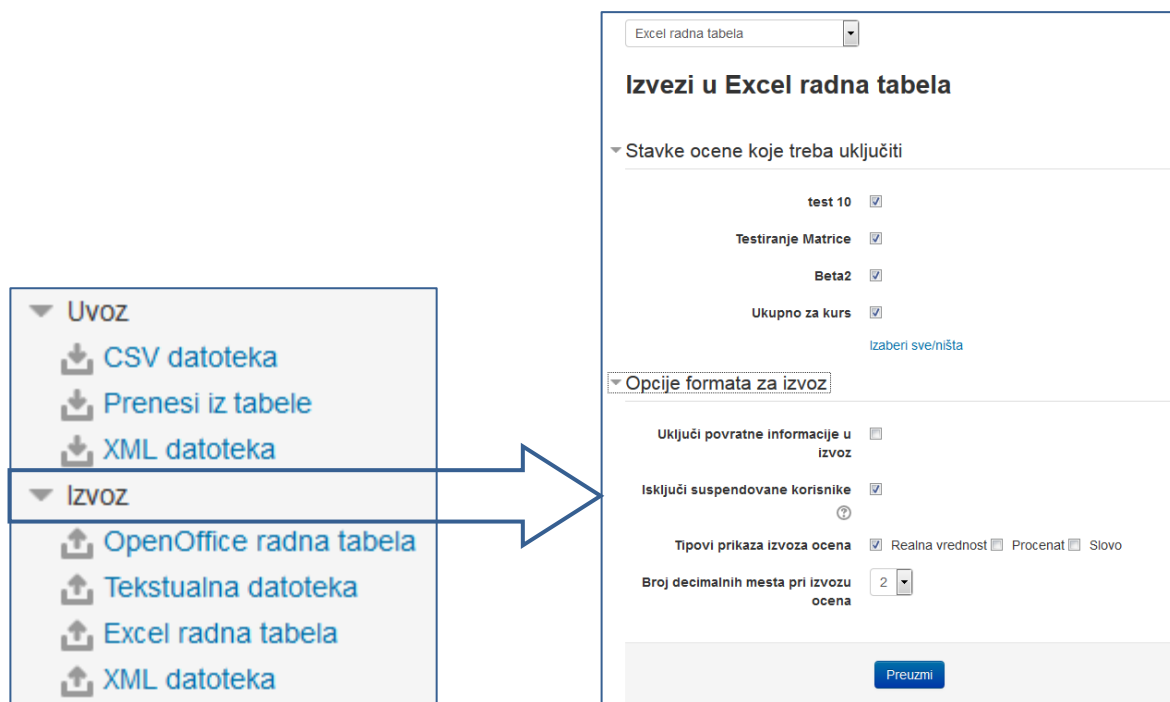 Uvoz
CSV datoteka
Prenesi iz tabele
XML datoteka
Izvoz
OpenOffice radna tabela
Tekstualna datoteka
Excel radna tabela
XML datoteka
Excel radna tabela
Izvezi u Excel radna tabela
Stavke ocene koje treba uključiti
test 10
Testiranje Matrice
Beta2
Ukupno za kurs
Izaberi sve/ništa
Opcije formata za izvoz
Uključi povratne informacije u
izvoz
Isključi suspendovane korisnike
Tipovi prikaza izvoza ocena Realna vrednost Procenat Slovo
Broj decimalnih mesta pri izvozu 2
ocena
Preuzmi